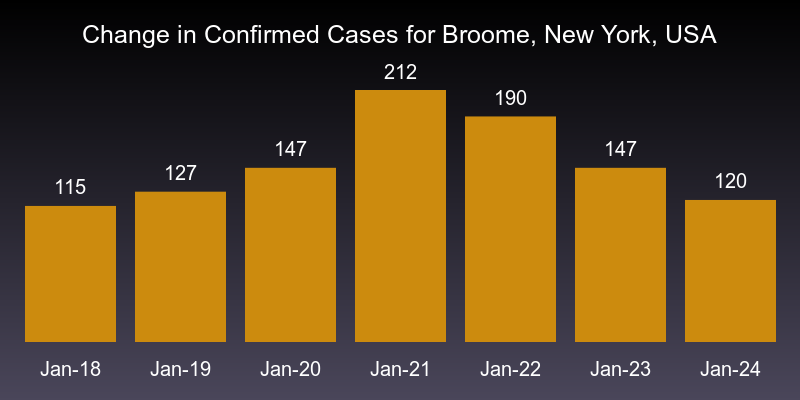 Change in Confirmed Cases for Broome, New York, USA
115 127 147 212 190 147 120
Jan-18 Jan-19 Jan-20 Jan-21 Jan-22 Jan-23 Jan-24